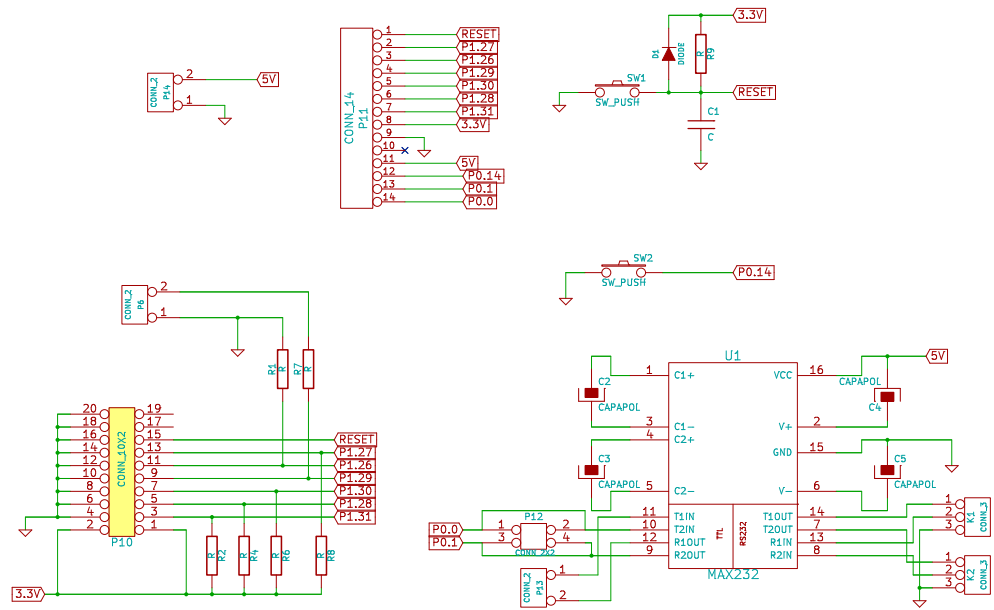 CONN_2
P14
2
1
5V
CONN_14
P11
1
2
3
4
5
6
7
8
9
10
11
12
13
14
RESET
P1.27
P1.26
P1.29
P1.30
P1.28
P1.31
3.3V
5V
P0.14
P0.1
P0.0
3.3V
D1
DIODE
R
R9
SW1
SW_PUSH
RESET
C1
C
SW2
SW_PUSH
P0.14
CONN_2
P6
2
1
R1
R
R7
R
CONN_10X2
P10
20
18
16
14
12
10
8
6
4
2
19
17
15
13
11
9
7
5
3
1
RESET
P1.27
P1.26
P1.29
P1.30
P1.28
P1.31
R
R2
R
R4
R
R6
R
R8
3.3V
U1
MAX232
C1+
C1-
C2+
C2-
T1IN
T2IN
R1OUT
R2OUT
VCC
V+
GND
V-
T1OUT
T2OUT
R1IN
R2IN
TTL
RS232
1
3
4
5
11
10
12
9
16
2
15
6
14
7
13
8
C2
CAPAPOL
C3
CAPAPOL
CAPAPOL
C4
C5
CAPAPOL
5V
P0.0
P0.1
P12
CONN_2X2
1
3
2
4
CONN_2
P13
1
2
1
2
3
K1
CONN_3
1
2
3
K2
CONN_3